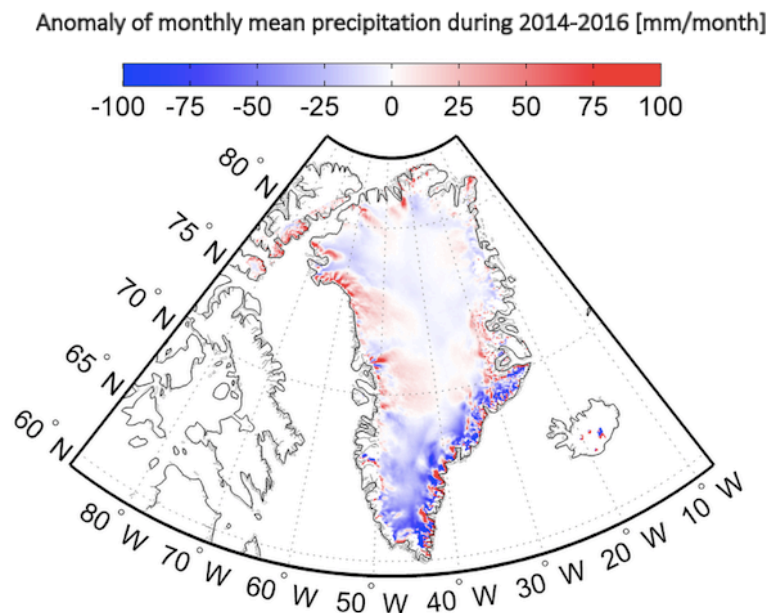 Anomaly of monthly mean precipitation during 2014-2016 [mm/month]
-100 -75 -50 -25 0 25 50 75 100
80° N
75° N
70° N
65° N
60° N
80° W
70° W
60° W
50° W
40° W
30° W
20° W
10° W